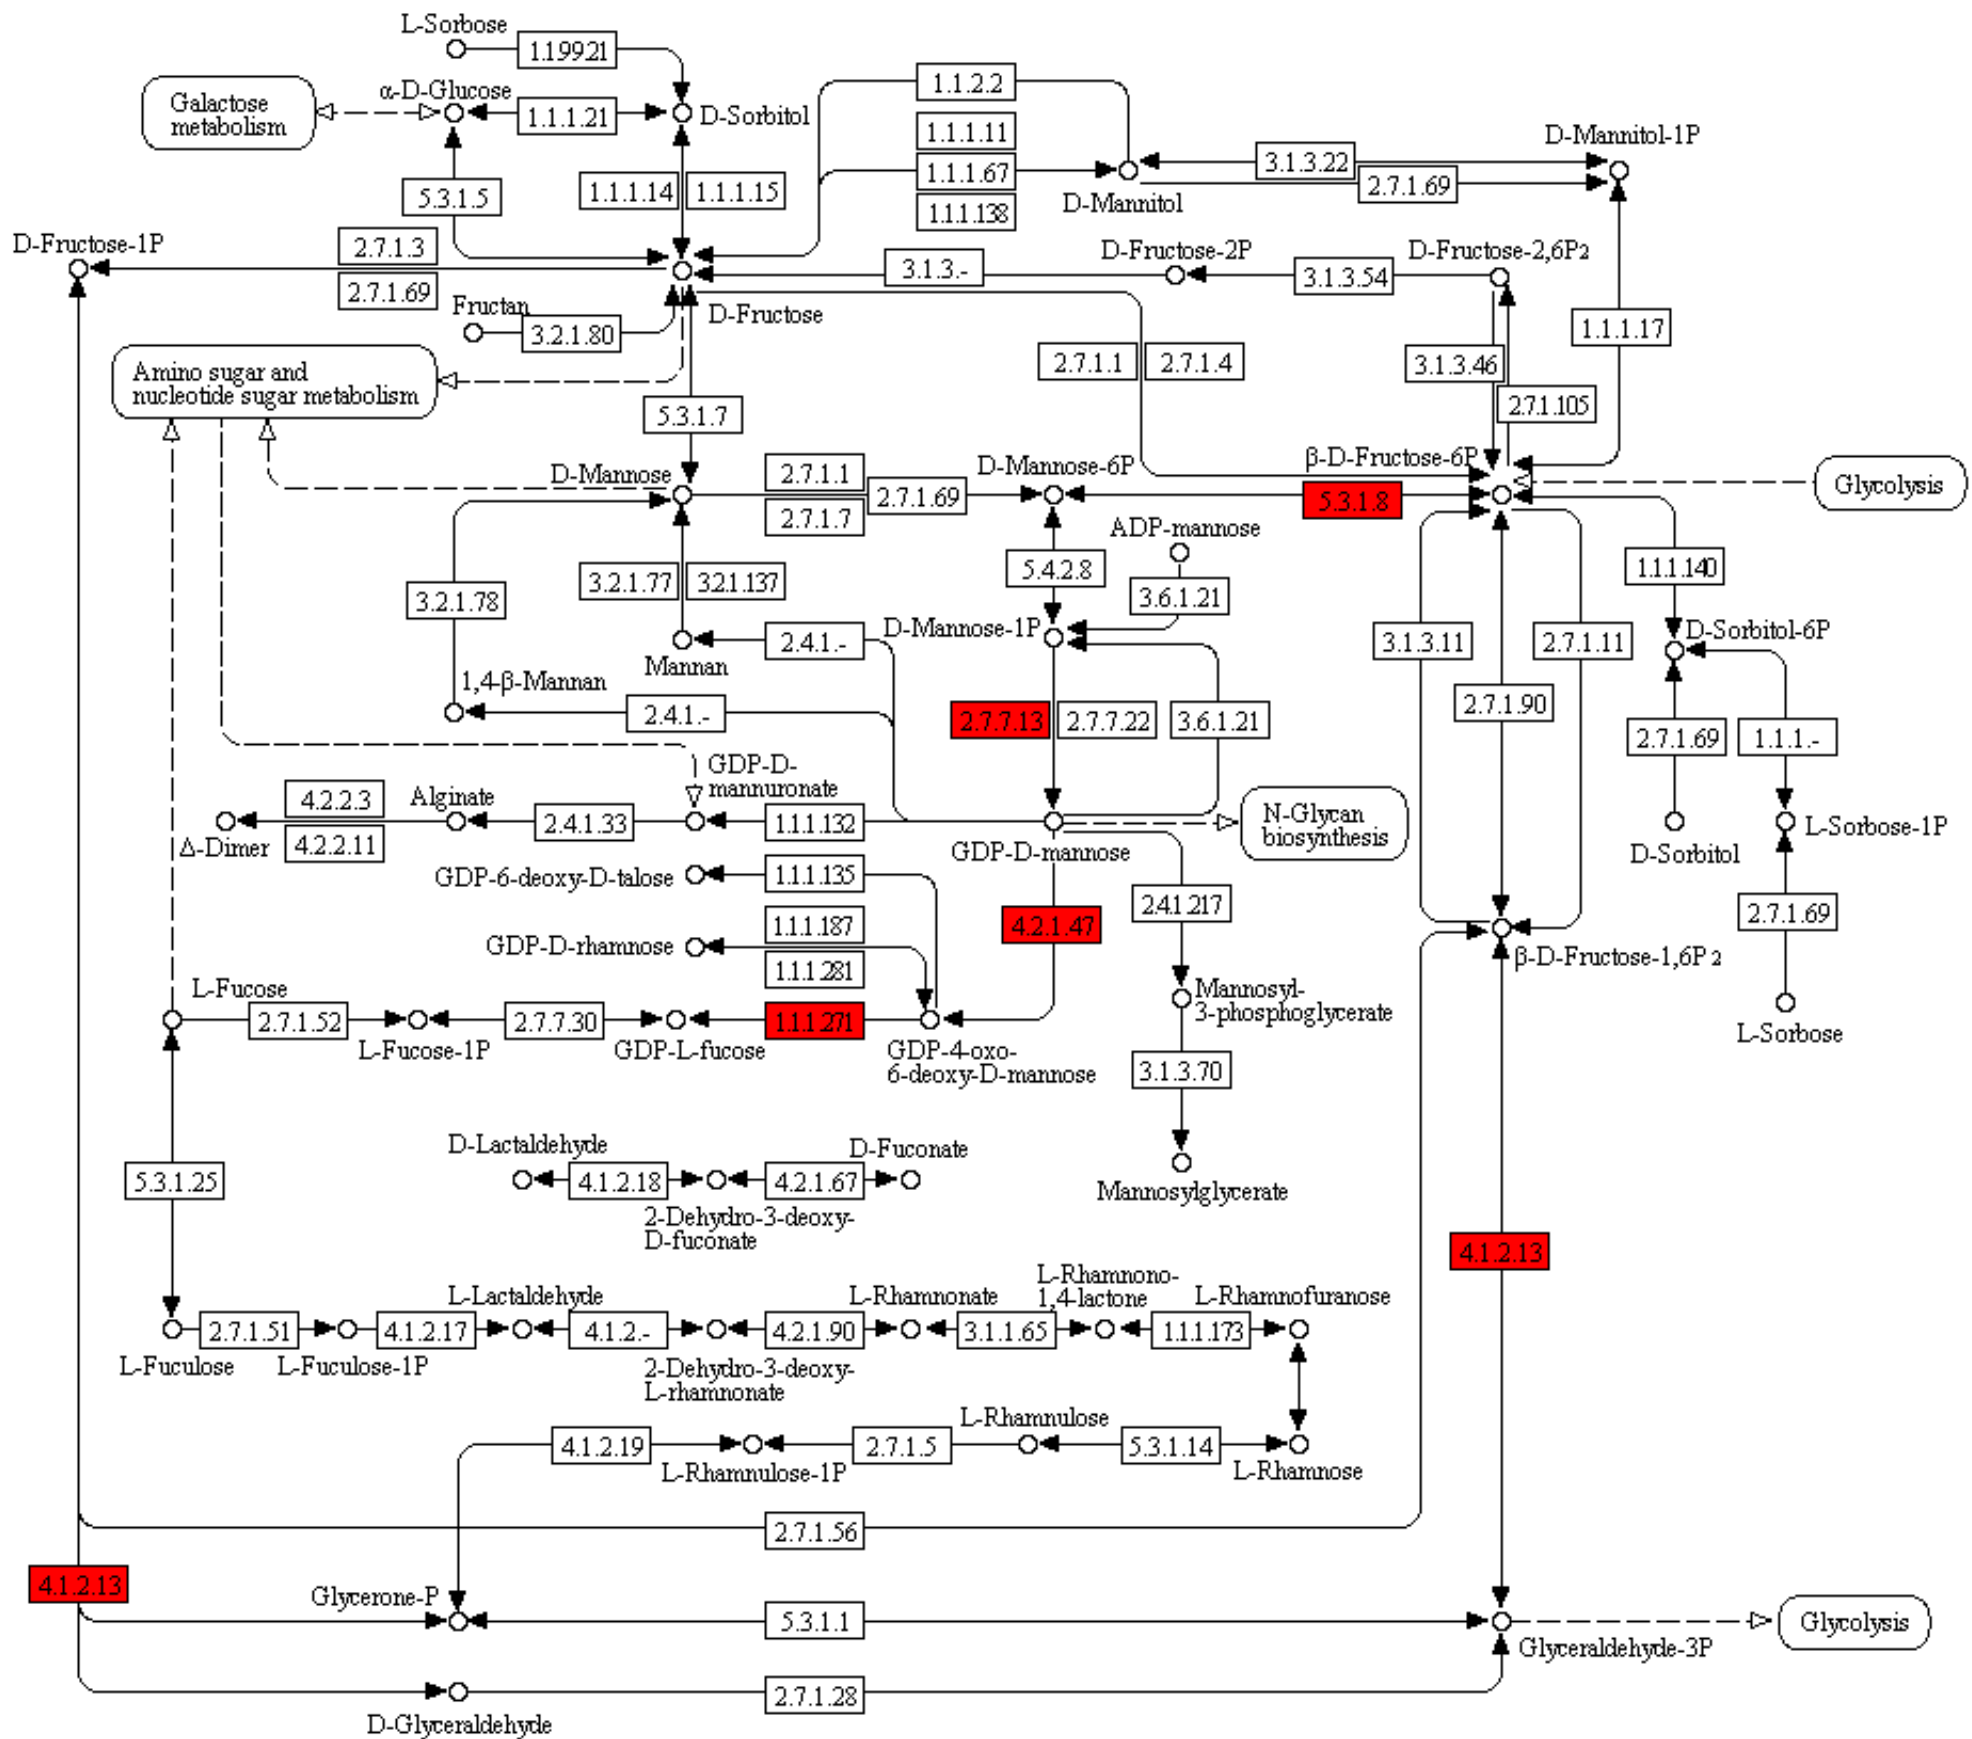 L-Sorbose
1.1.99.21
Galactose
metabolism
α-D-Glucose
1.1.1.21
D-Sorbitol
1.1.2.2
1.1.1.11
1.1.1.67
1.1.1.138
D-Mannitol
3.1.3.22
2.7.1.69
D-Mannitol-1P
5.3.1.5
1.1.1.14
1.1.1.15
D-Fructose-1P
2.7.1.3
2.7.1.69
Fructan
3.2.1.80
D-Fructose
3.1.3.-
D-Fructose-2P
3.1.3.54
D-Fructose-2,6P2
1.1.1.17
Amino sugar and
nucleotide sugar metabolism
5.3.1.7
2.7.1.1
2.7.1.4
3.1.3.46
2.7.1.105
D-Mannose
2.7.1.1
2.7.1.69
2.7.1.7
D-Mannose-6P
β-D-Fructose-6P
5.3.1.8
Glycolysis
ADP-mannose
3.2.1.78
3.2.1.77
3.2.1.137
5.4.2.8
3.6.1.21
1.1.1.140
Mannan
2.4.1.-
D-Mannose-1P
3.1.3.11
2.7.1.11
D-Sorbitol-6P
1,4-β-Mannan
2.4.1.-
2.7.7.13
2.7.7.22
3.6.1.21
2.7.1.90
2.7.1.69
1.1.1.-
GDP-D-
mannuronate
Δ-Dimer
4.2.2.3
4.2.2.11
Alginate
2.4.1.33
1.1.1.132
GDP-D-mannose
N-Glycan
biosynthesis
D-Sorbitol
L-Sorbose-1P
GDP-6-deoxy-D-talose
1.1.1.135
4.2.1.47
2.4.1.217
2.7.1.69
GDP-D-rhamnose
1.1.1.187
1.1.1.281
β-D-Fructose-1,6P2
L-Fucose
2.7.1.52
L-Fucose-1P
2.7.7.30
GDP-L-fucose
1.1.1.271
GDP-4-oxo-
6-deoxy-D-mannose
Mannosyl-
3-phosphoglycerate
L-Sorbose
3.1.3.70
5.3.1.25
D-Lactaldehyde
4.1.2.18
2-Dehydro-3-deoxy-
D-fuconate
4.2.1.67
D-Fuconate
Mannosylglycerate
4.1.2.13
L-Fuculose
2.7.1.51
L-Fuculose-1P
4.1.2.17
L-Lactaldehyde
4.1.2.-
2-Dehydro-3-deoxy-
L-rhamnonate
4.2.1.90
L-Rhamnonate
3.1.1.65
L-Rhamnono-
1,4-lactone
1.1.1.173
L-Rhamnofuranose
4.1.2.19
L-Rhamnulose-1P
2.7.1.5
L-Rhamnulose
5.3.1.14
L-Rhamnose
2.7.1.56
4.1.2.13
Glycerone-P
5.3.1.1
Glyceraldehyde-3P
Glycolysis
D-Glyceraldehyde
2.7.1.28